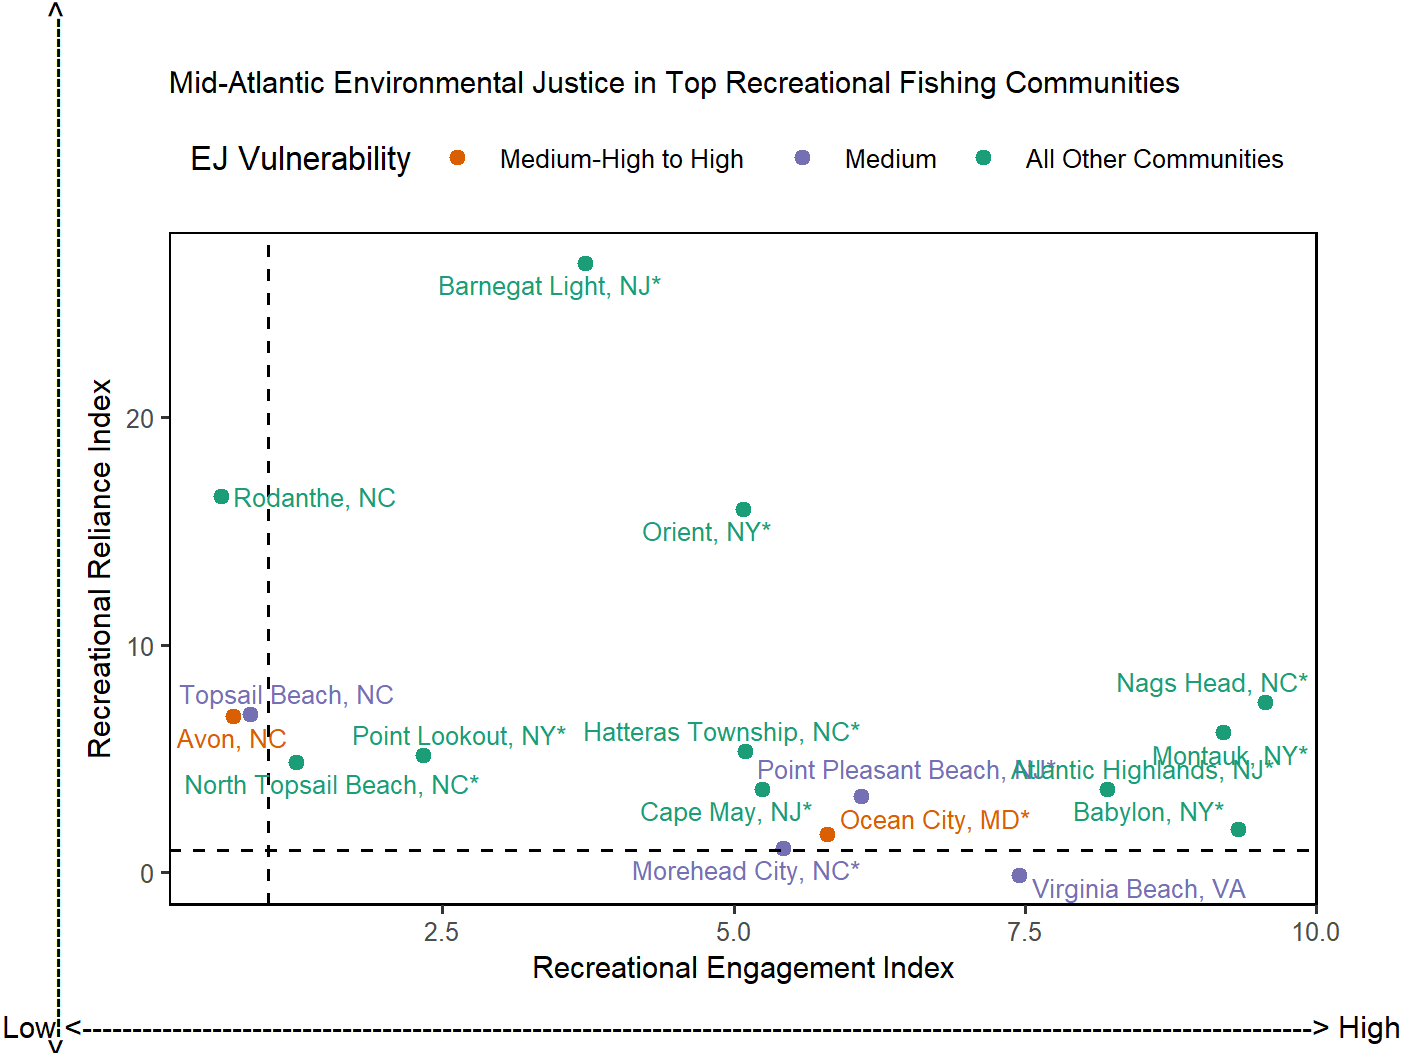 Mid-Atlantic Environmental Justice in Top Recreational Fishing Communities
EJ Vulnerability
Medium-High to High
Medium
All Other Communities
Recreational Reliance Index
20
10
0
Barnegat Light, NJ*
Rodanthe, NC
Orient, NY*
Nags Head, NC*
Topsail Beach, NC
Avon, NC
Point Lookout, NY*
Hatteras Township, NC*
Montauk, NY*
Point Pleasant Beach, NJ*
Atlantic Highlands, NJ*
North Topsail Beach, NC*
Cape May, NJ*
Ocean City, MD*
Babylon, NY*
Morehead City, NC*
Virginia Beach, VA
2.5
5.0
7.5
10.0
Recreational Engagement Index
Low
High